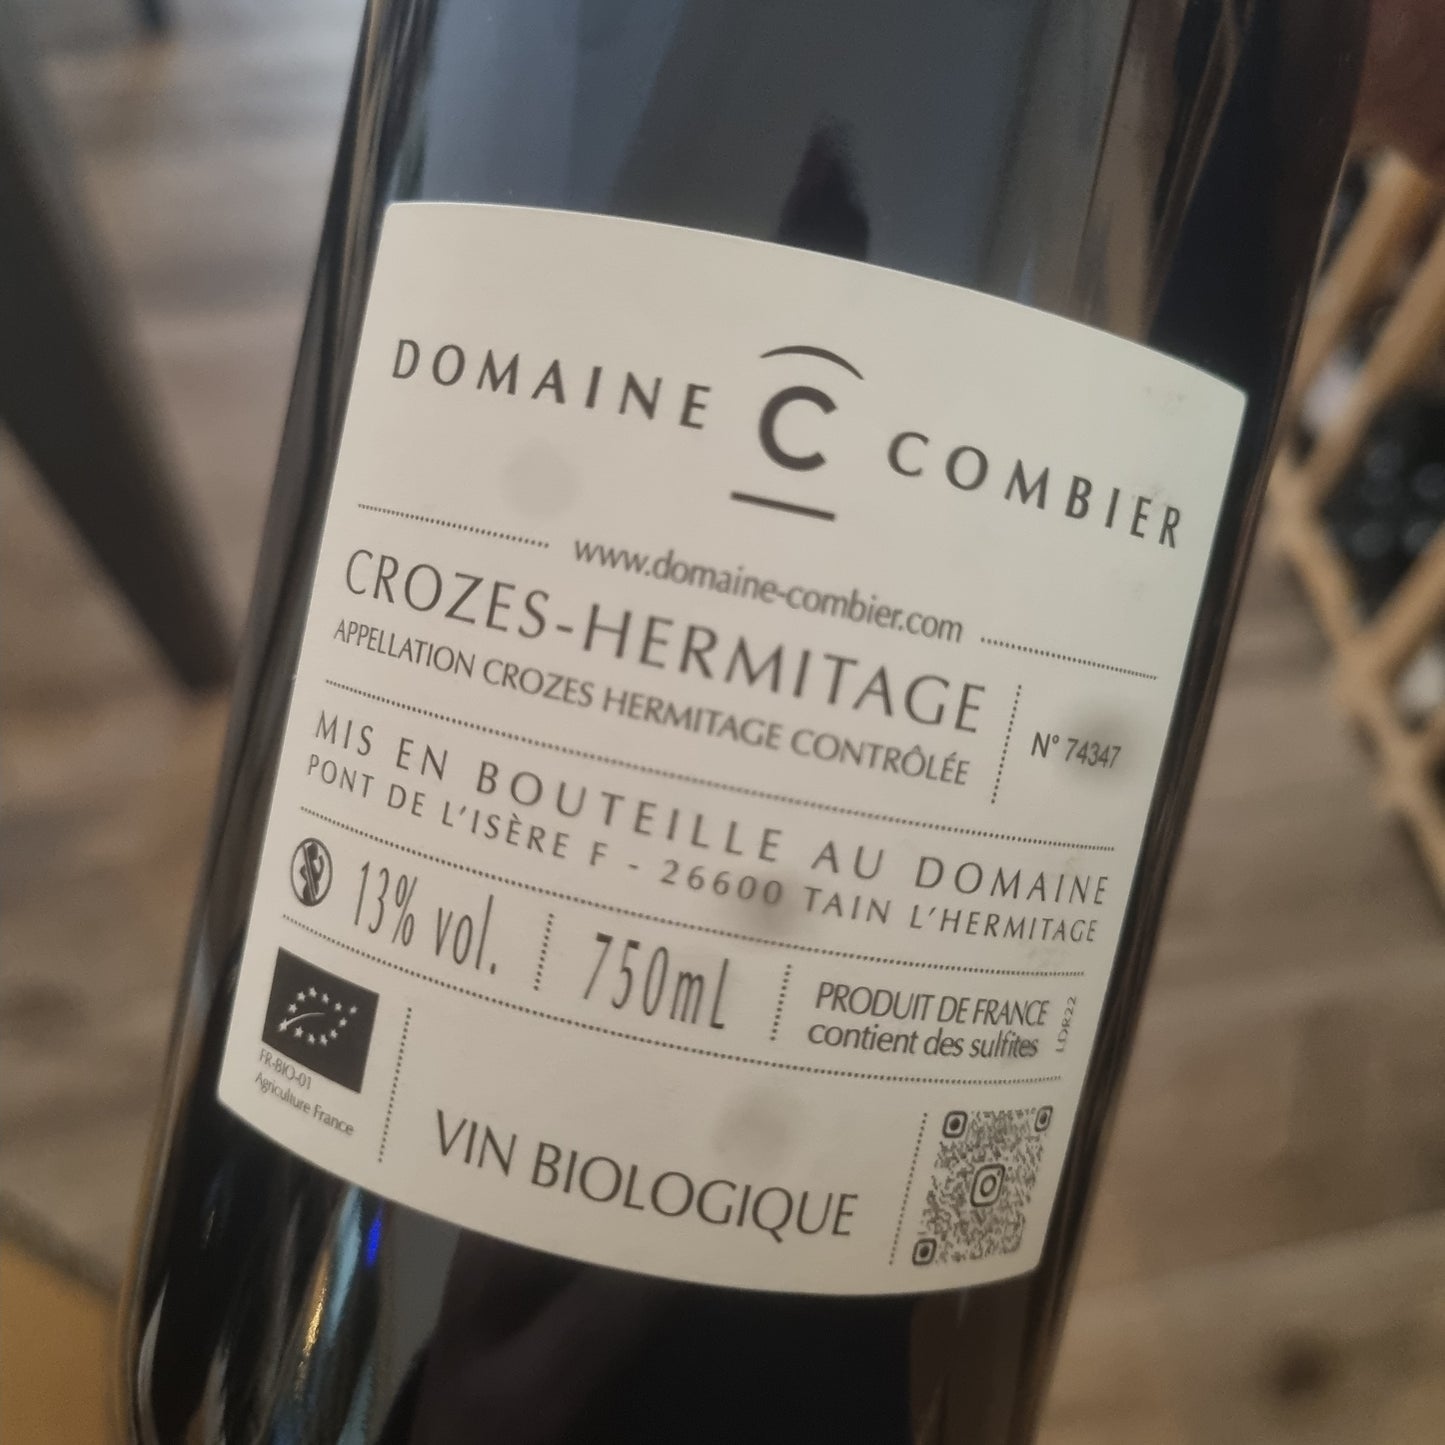 DOMAINE C COMBIER
www.domaine-combier.com
CROZES-HERMITAGE
APPELLATION CROZES HERMITAGE CONTRÔLÉE
N° 74347
MIS EN BOUTEILLE AU DOMAINE
PONT DE L'ISÈRE F - 26600 TAIN L'HERMITAGE
13% vol.
750mL
PRODUIT DE FRANCE
contient des sulfites
LDR22
FR-BIO-01
Agriculture France
VIN BIOLOGIQUE